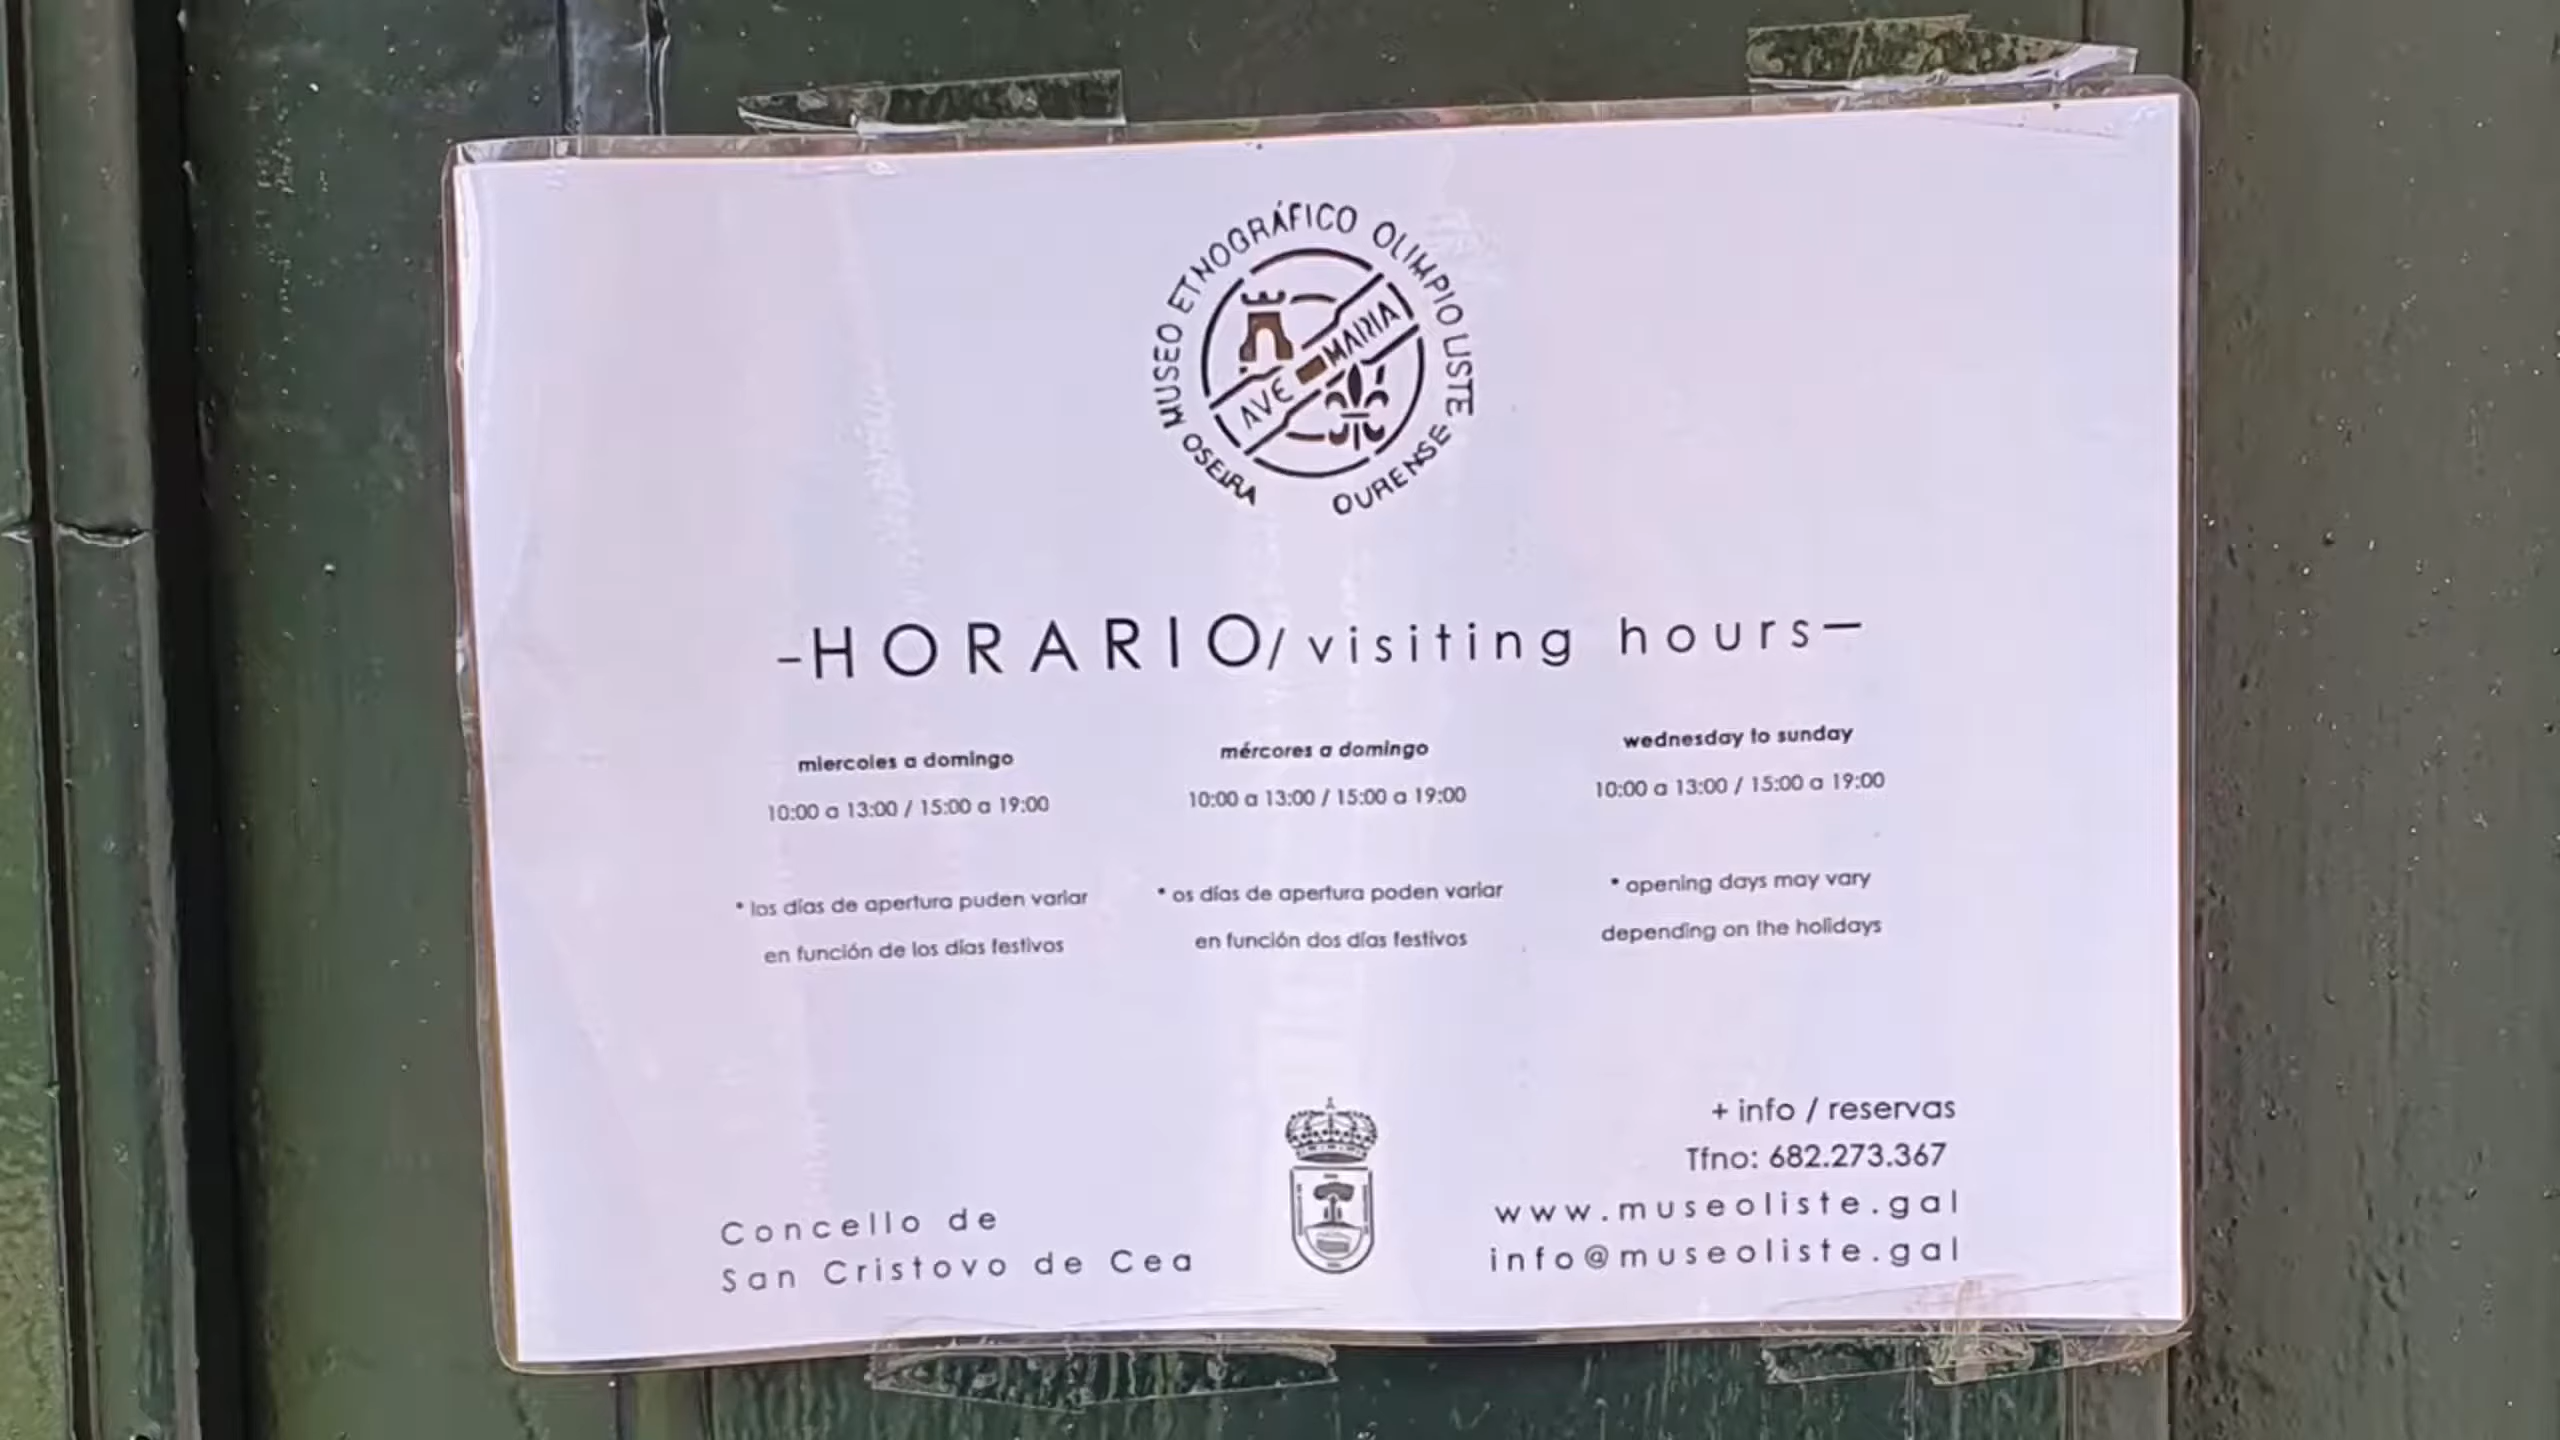 MUSEO ETNOGRÁFICO OLIMPIO LISTE
OSEIRA OURENSE
AVE MARIA
-HORARIO/visiting hours-
miercoles a domingo
10:00 a 13:00 / 15:00 a 19:00
* los días de apertura puden variar
en función de los días festivos
mércores a domingo
10:00 a 13:00 / 15:00 a 19:00
* os días de apertura poden variar
en función dos días festivos
wednesday to sunday
10:00 a 13:00 / 15:00 a 19:00
* opening days may vary
depending on the holidays
Concello de
San Cristovo de Cea
+ info / reservas
Tfno: 682.273.367
www.museoliste.gal
info@museoliste.gal